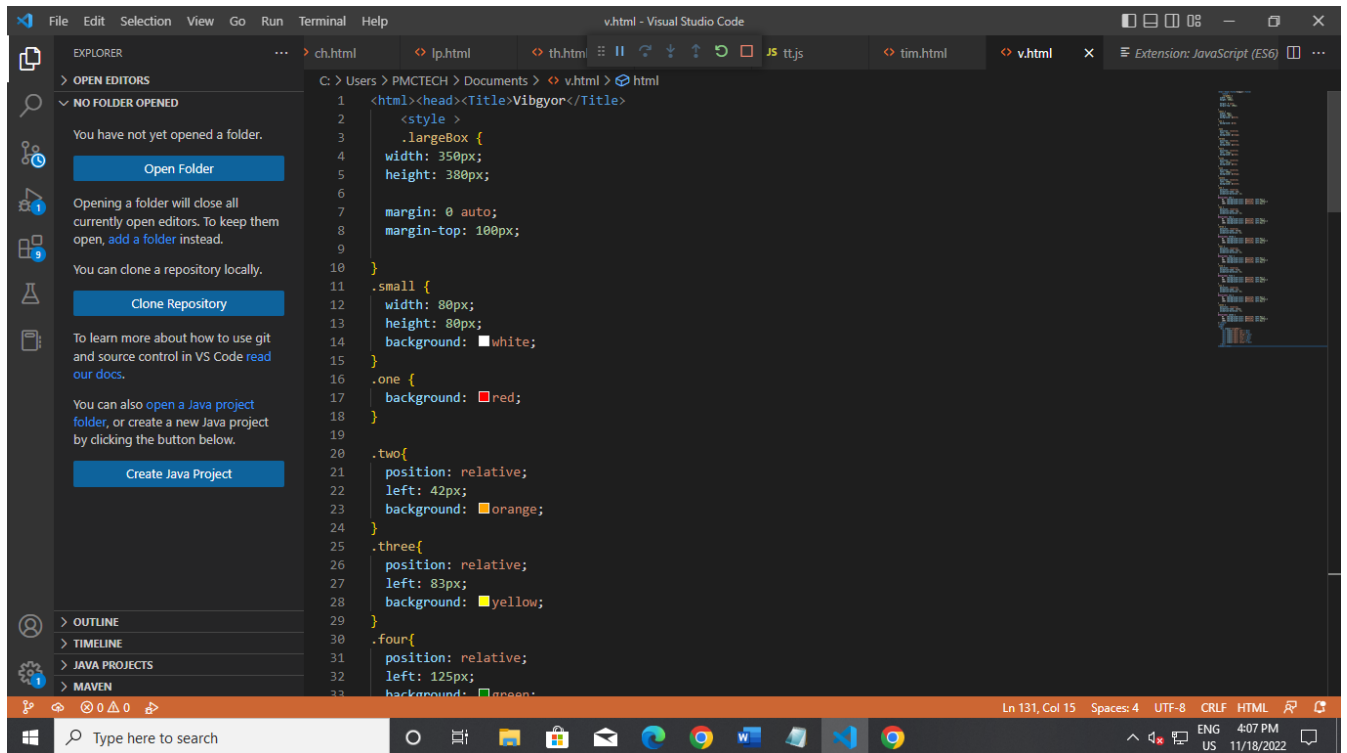 File Edit Selection View Go Run Terminal Help v.html - Visual Studio Code
EXPLORER
ch.html lp.html th.html JS tt.js tim.html v.html Extension: JavaScript (ES6)
OPEN EDITORS
NO FOLDER OPENED
You have not yet opened a folder.
Open Folder
Opening a folder will close all
currently open editors. To keep them
open, add a folder instead.
You can clone a repository locally.
Clone Repository
To learn more about how to use git
and source control in VS Code read
our docs.
You can also open a Java project
folder, or create a new Java project
by clicking the button below.
Create Java Project
OUTLINE
TIMELINE
JAVA PROJECTS
MAVEN
C: > Users > PMCTECH > Documents > v.html > html
1 <html><head><Title>Vibgyor</Title>
2 <style >
3 .largeBox {
4 width: 350px;
5 height: 380px;
6
7 margin: 0 auto;
8 margin-top: 100px;
9
10 }
11 .small {
12 width: 80px;
13 height: 80px;
14 background: white;
15 }
16 .one {
17 background: red;
18 }
19
20 .two{
21 position: relative;
22 left: 42px;
23 background: orange;
24 }
25 .three{
26 position: relative;
27 left: 83px;
28 background: yellow;
29 }
30 .four{
31 position: relative;
32 left: 125px;
33 background: green;
0 0 Ln 131, Col 15 Spaces: 4 UTF-8 CRLF HTML
Type here to search
ENG 4:07 PM
US 11/18/2022